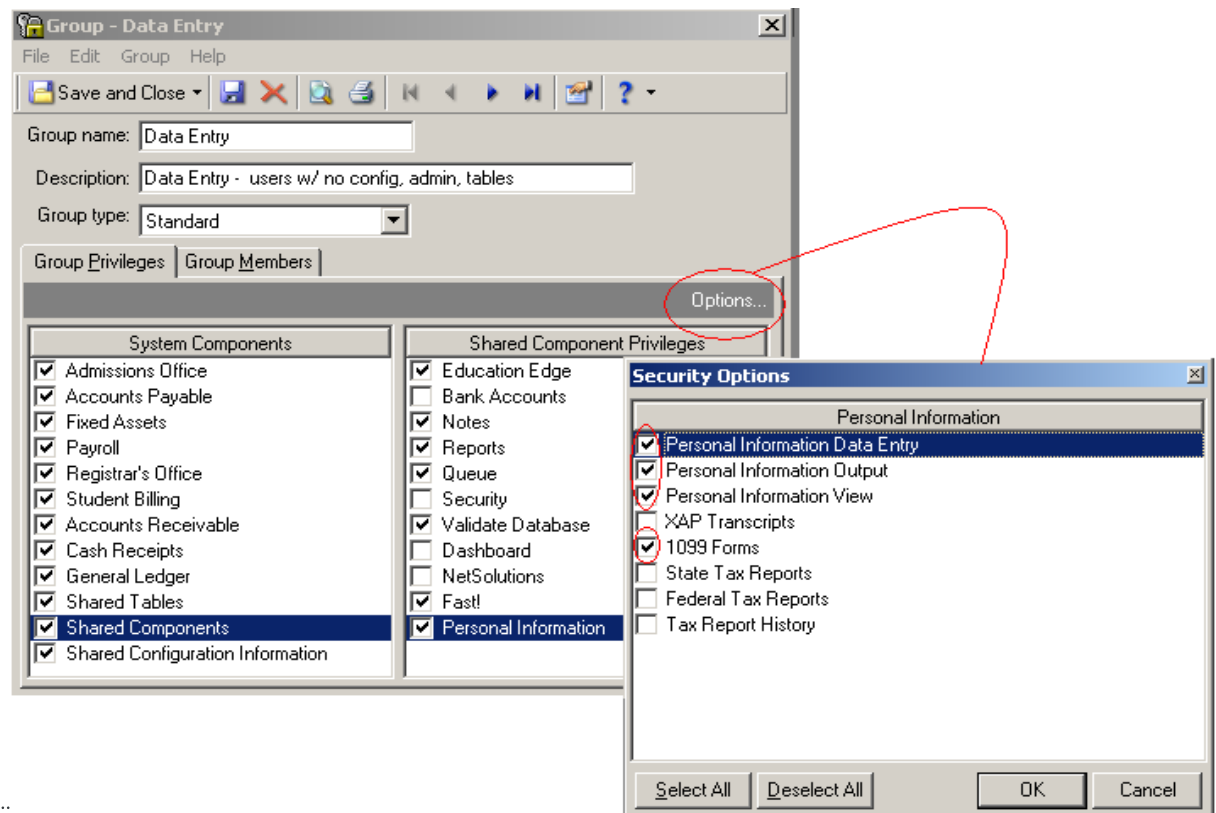 Group - Data Entry
File Edit Group Help
Save and Close
Group name: Data Entry
Description: Data Entry - users w/ no config, admin, tables
Group type: Standard
Group Privileges Group Members
Options...
System Components
Admissions Office
Accounts Payable
Fixed Assets
Payroll
Registrar's Office
Student Billing
Accounts Receivable
Cash Receipts
General Ledger
Shared Tables
Shared Components
Shared Configuration Information
Shared Component Privileges
Education Edge
Bank Accounts
Notes
Reports
Queue
Security
Validate Database
Dashboard
NetSolutions
Fast!
Personal Information
Security Options
Personal Information
Personal Information Data Entry
Personal Information Output
Personal Information View
XAP Transcripts
1099 Forms
State Tax Reports
Federal Tax Reports
Tax Report History
Select All Deselect All OK Cancel
..